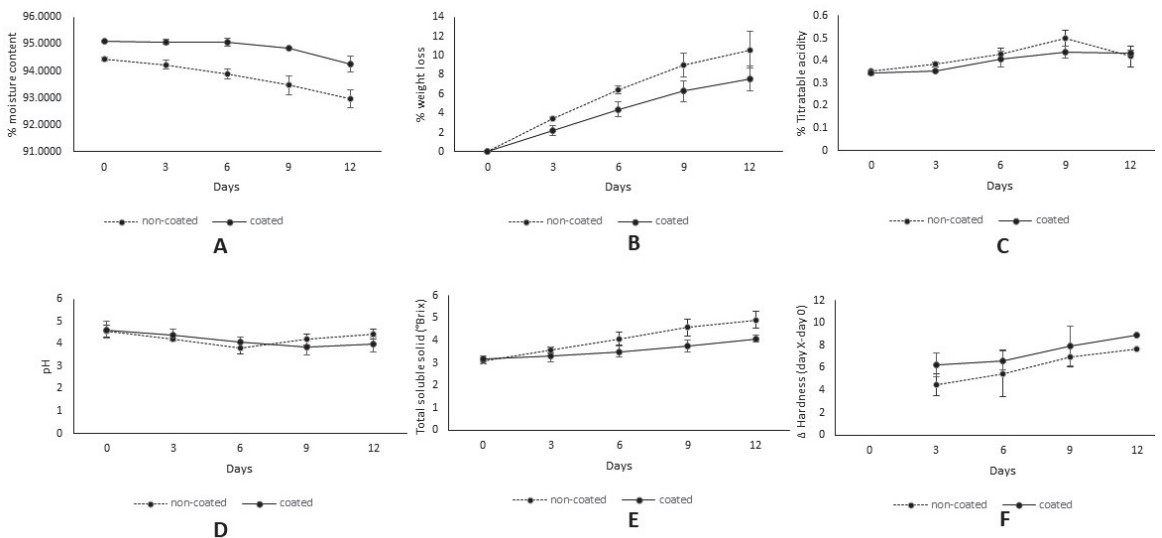 % moisture content
96.0000
95.0000
94.0000
93.0000
92.0000
91.0000
0 3 6 9 12
Days
non-coated coated
A
% weight loss
14
12
10
8
6
4
2
0
0 3 6 9 12
Days
non-coated coated
B
% Titratable acidity
0.6
0.5
0.4
0.3
0.2
0.1
0
0 3 6 9 12
Days
non-coated coated
C
pH
6
5
4
3
2
1
0
0 3 6 9 12
Days
non-coated coated
D
Total soluble solid (°Brix)
6
5
4
3
2
1
0
0 3 6 9 12
Days
non-coated coated
E
Δ Hardness (day X-day 0)
12
10
8
6
4
2
0
0 3 6 9 12
Days
non-coated coated
F